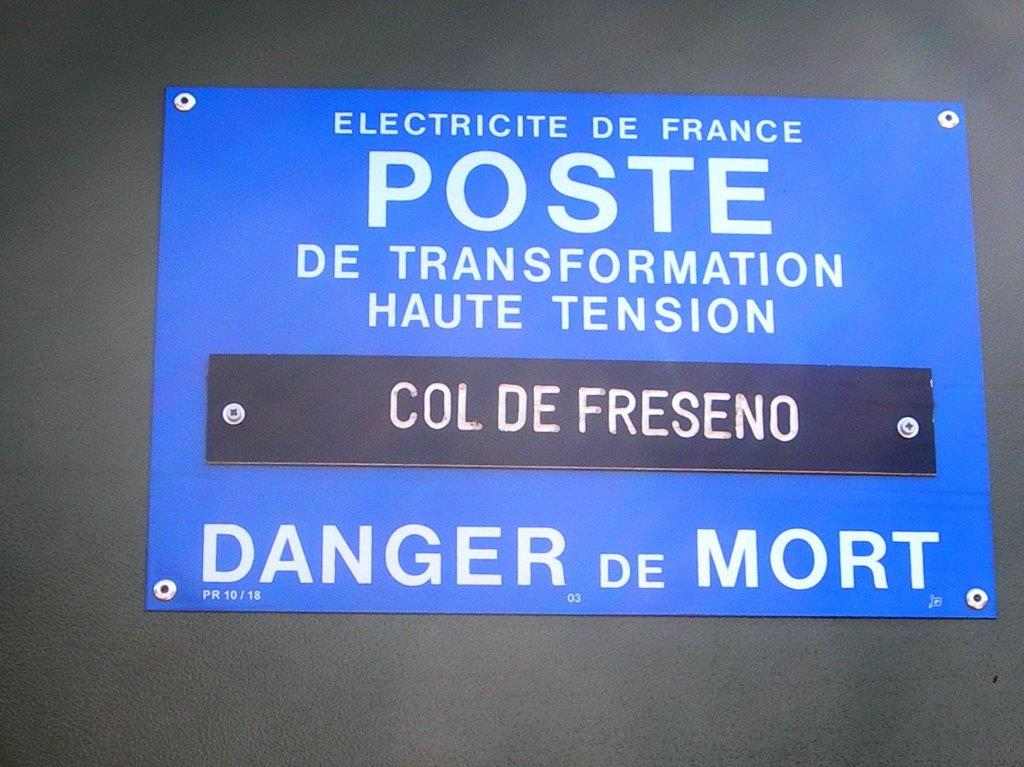 ELECTRICITE DE FRANCE
POSTE
DE TRANSFORMATION
HAUTE TENSION
COL DE FRESENO
DANGER DE MORT
PR 10 / 18 03